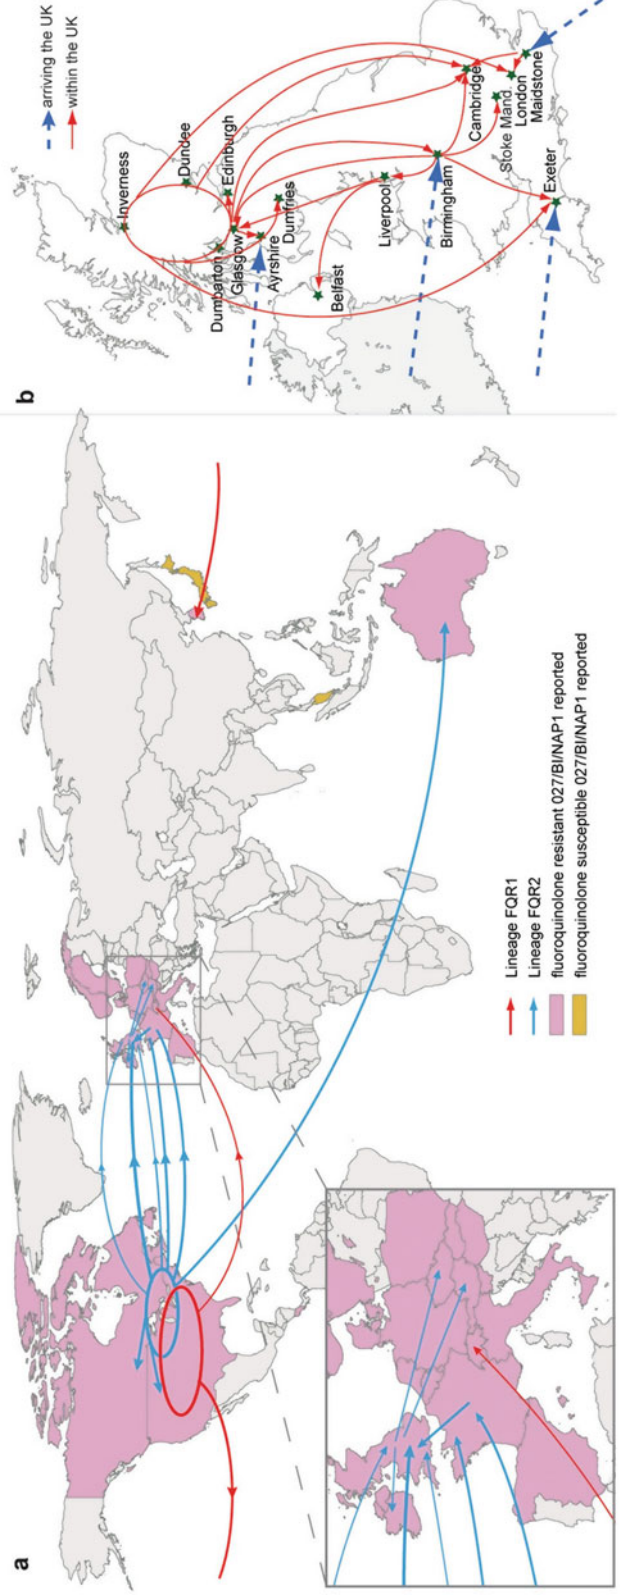 a
Lineage FQR1
Lineage FQR2
fluoroquinolone resistant 027/BI/NAP1 reported
fluoroquinolone susceptible 027/BI/NAP1 reported
b
arriving the UK
within the UK
Inverness
Dundee
Dumbarton
Edinburgh
Glasgow
Ayrshire
Dumfries
Belfast
Liverpool
Birmingham
Cambridge
Stoke Mand.
London
Maidstone
Exeter